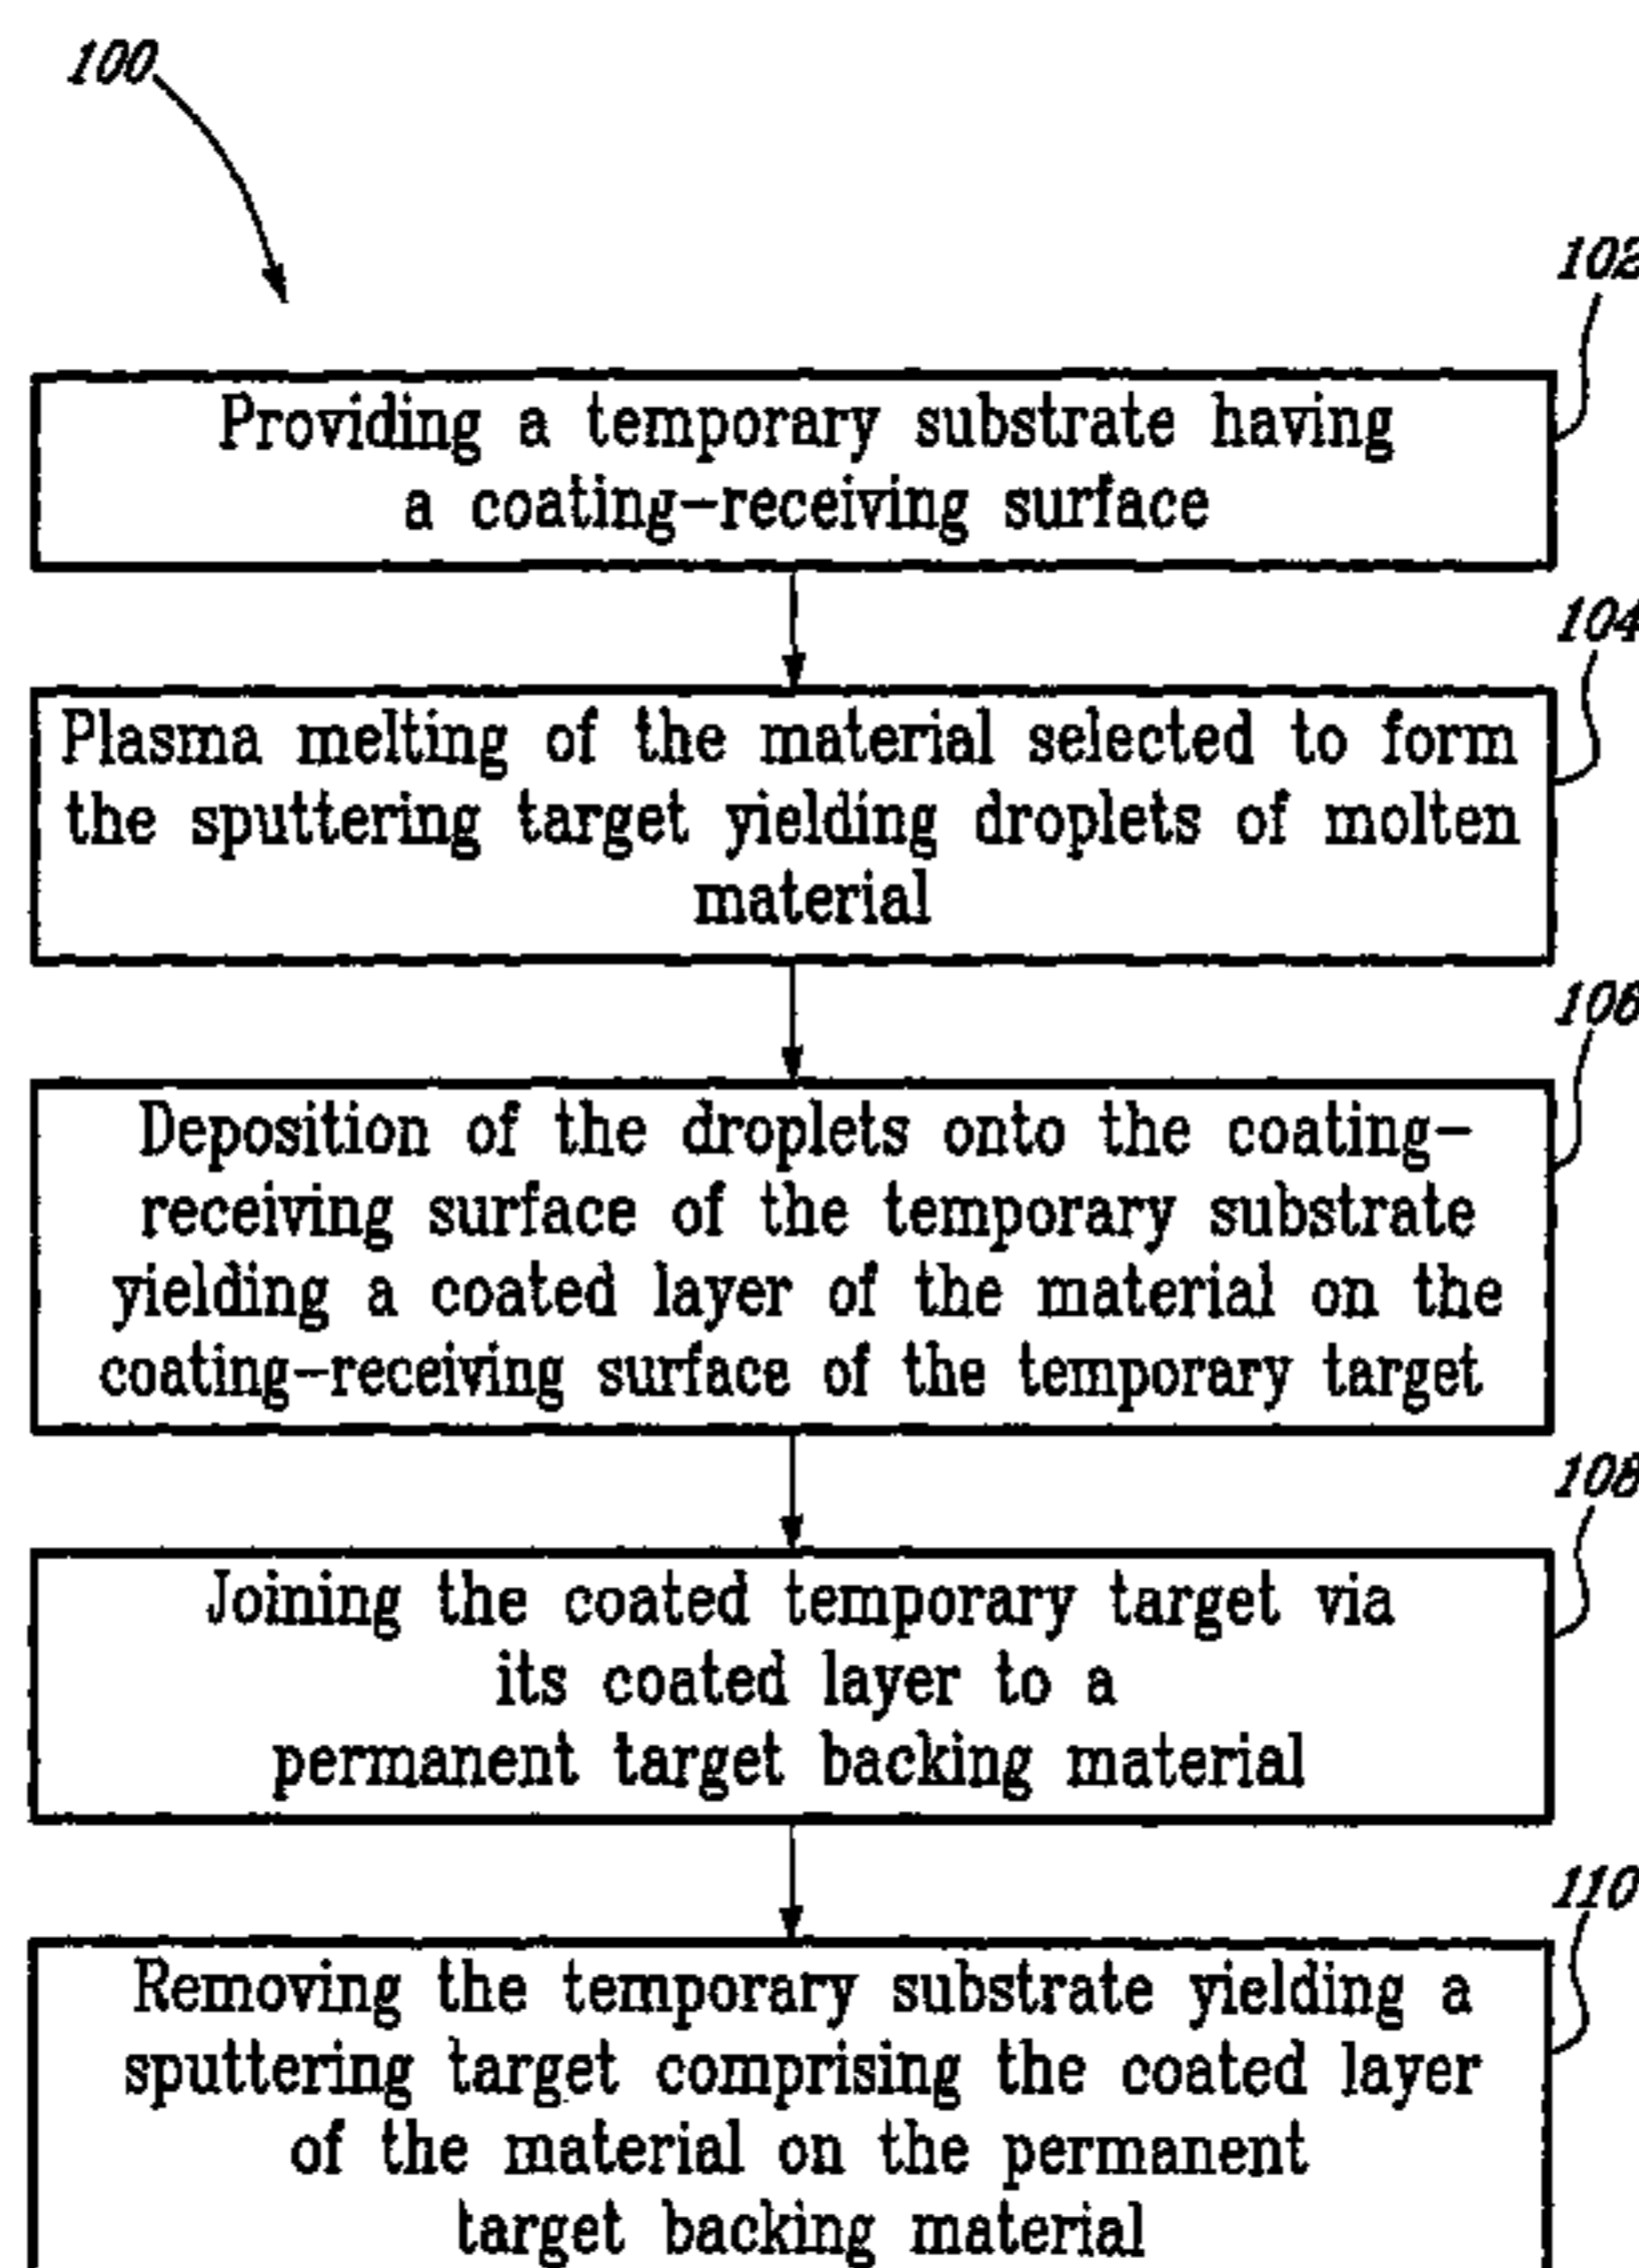 100
102
Providing a temporary substrate having
a coating-receiving surface
104
Plasma melting of the material selected to form
the sputtering target yielding droplets of molten
material
106
Deposition of the droplets onto the coating-
receiving surface of the temporary substrate
yielding a coated layer of the material on the
coating-receiving surface of the temporary target
108
Joining the coated temporary target via
its coated layer to a
permanent target backing material
110
Removing the temporary substrate yielding a
sputtering target comprising the coated layer
of the material on the permanent
target backing material